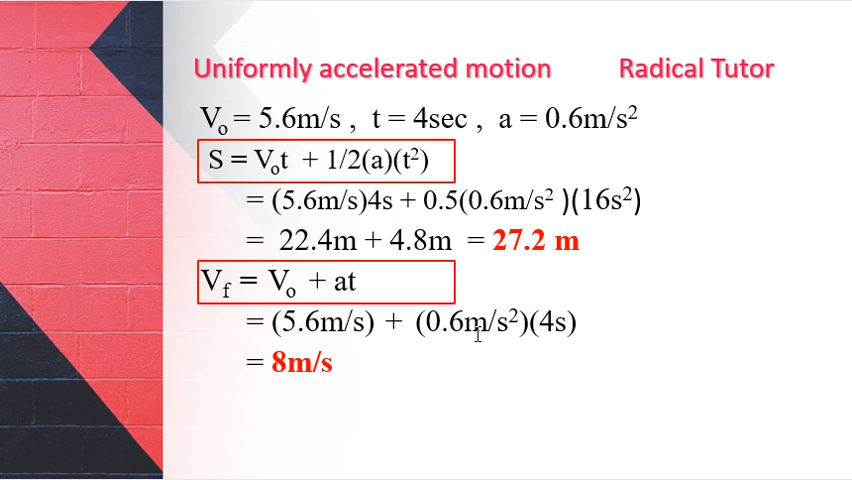 Uniformly accelerated motion Radical Tutor
Vₒ = 5.6m/s , t = 4sec , a = 0.6m/s²
S = Vₒt + 1/2(a)(t²)
= (5.6m/s)4s + 0.5(0.6m/s² )(16s²)
= 22.4m + 4.8m = 27.2 m
V_f = Vₒ + at
= (5.6m/s) + (0.6m/s²)(4s)
= 8m/s